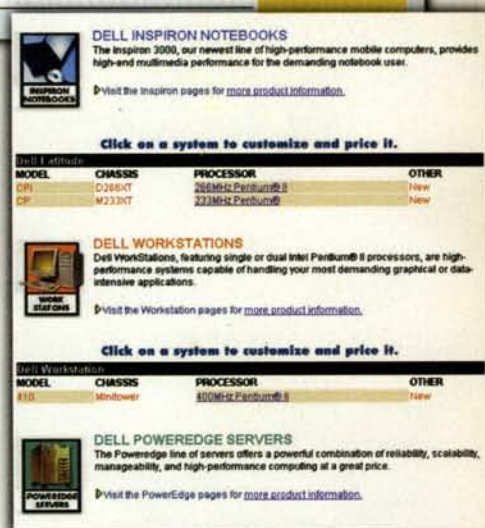 DELL INSPIRON NOTEBOOKS
The Inspiron 3000, our newest line of high-performance mobile computers, provides
high-end multimedia performance for the demanding notebook user.
INSPIRON
NOTEBOOKS
Visit the Inspiron pages for more product information.
Click on a system to customize and price it.
Dell Latitude
MODEL CHASSIS PROCESSOR OTHER
CPi D266XT 266MHz Pentium® II New
CP M233XT 233MHz Pentium® New
DELL WORKSTATIONS
Dell WorkStations, featuring single or dual Intel Pentium® II processors, are high-
performance systems capable of handling your most demanding graphical or data-
intensive applications.
WORK
STATIONS
Visit the Workstation pages for more product information.
Click on a system to customize and price it.
Dell Workstation
MODEL CHASSIS PROCESSOR OTHER
410 Minitower 400MHz Pentium® II New
DELL POWEREDGE SERVERS
The Poweredge line of servers offers a powerful combination of reliability, scalability,
manageability, and high-performance computing at a great price.
POWEREDGE
SERVERS
Visit the PowerEdge pages for more product information.